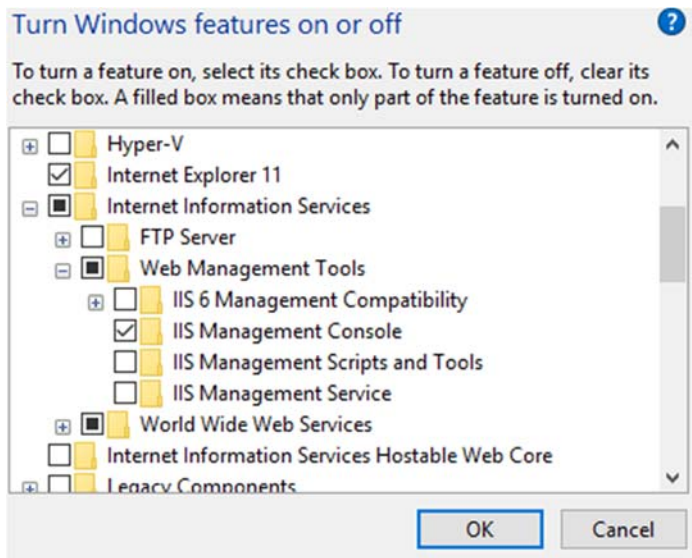 Turn Windows features on or off
To turn a feature on, select its check box. To turn a feature off, clear its
check box. A filled box means that only part of the feature is turned on.
Hyper-V
Internet Explorer 11
Internet Information Services
FTP Server
Web Management Tools
IIS 6 Management Compatibility
IIS Management Console
IIS Management Scripts and Tools
IIS Management Service
World Wide Web Services
Internet Information Services Hostable Web Core
Legacy Components
OK Cancel